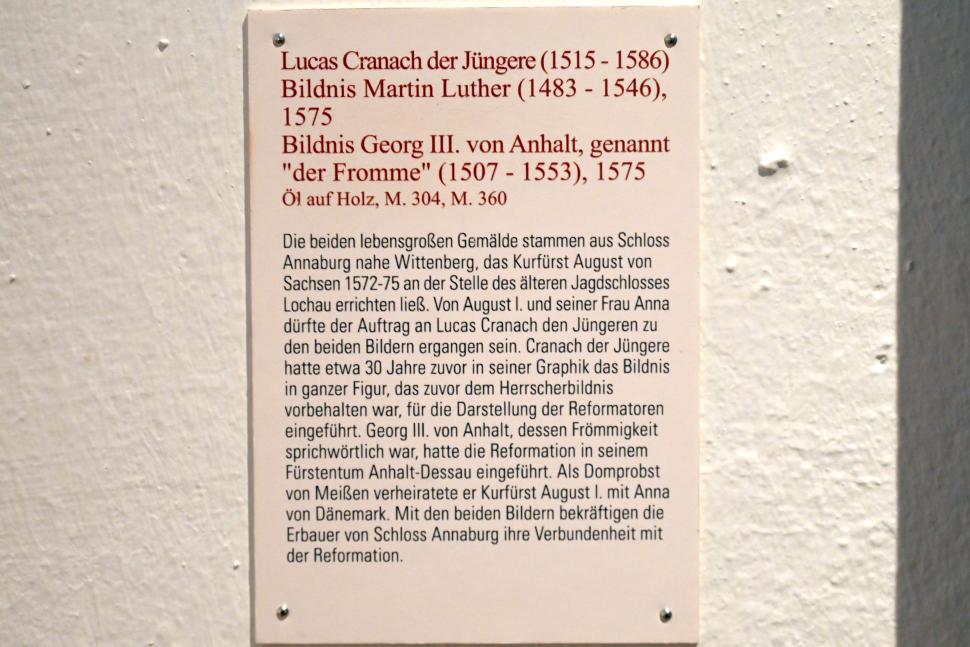 Lucas Cranach der Jüngere (1515 - 1586)
Bildnis Martin Luther (1483 - 1546),
1575
Bildnis Georg III. von Anhalt, genannt
"der Fromme" (1507 - 1553), 1575
Öl auf Holz, M. 304, M. 360
Die beiden lebensgroßen Gemälde stammen aus Schloss
Annaburg nahe Wittenberg, das Kurfürst August von
Sachsen 1572-75 an der Stelle des älteren Jagdschlosses
Lochau errichten ließ. Von August I. und seiner Frau Anna
dürfte der Auftrag an Lucas Cranach den Jüngeren zu
den beiden Bildern ergangen sein. Cranach der Jüngere
hatte etwa 30 Jahre zuvor in seiner Graphik das Bildnis
in ganzer Figur, das zuvor dem Herrscherbildnis
vorbehalten war, für die Darstellung der Reformatoren
eingeführt. Georg III. von Anhalt, dessen Frömmigkeit
sprichwörtlich war, hatte die Reformation in seinem
Fürstentum Anhalt-Dessau eingeführt. Als Domprobst
von Meißen verheiratete er Kurfürst August I. mit Anna
von Dänemark. Mit den beiden Bildern bekräftigen die
Erbauer von Schloss Annaburg ihre Verbundenheit mit
der Reformation.